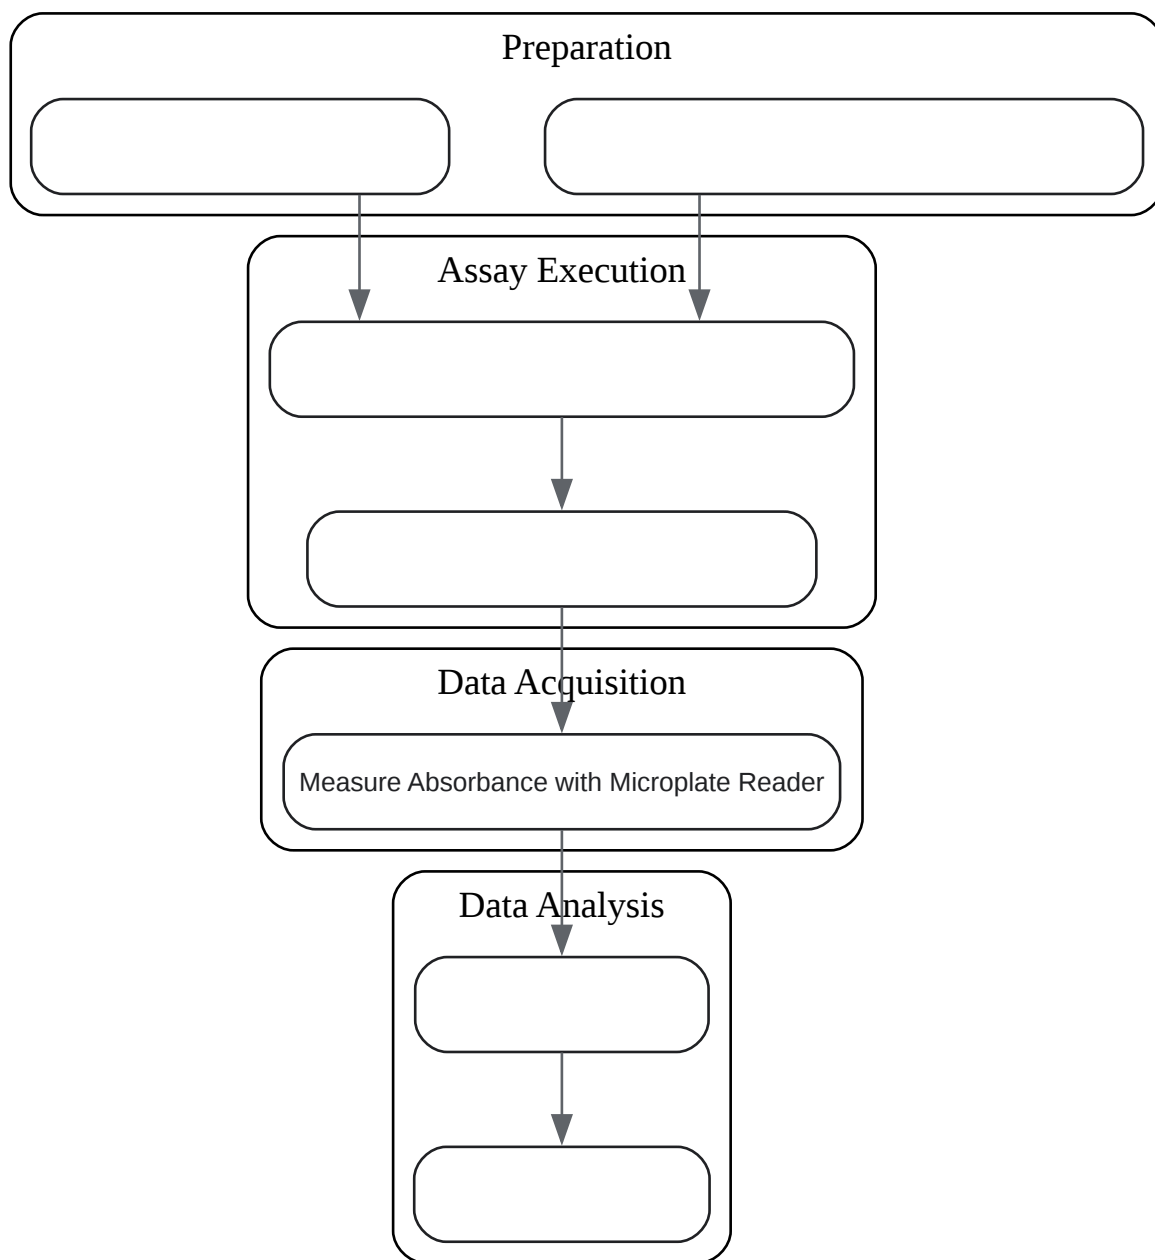 Preparation
Assay Execution
Data Acquisition
Measure Absorbance with Microplate Reader
Data Analysis